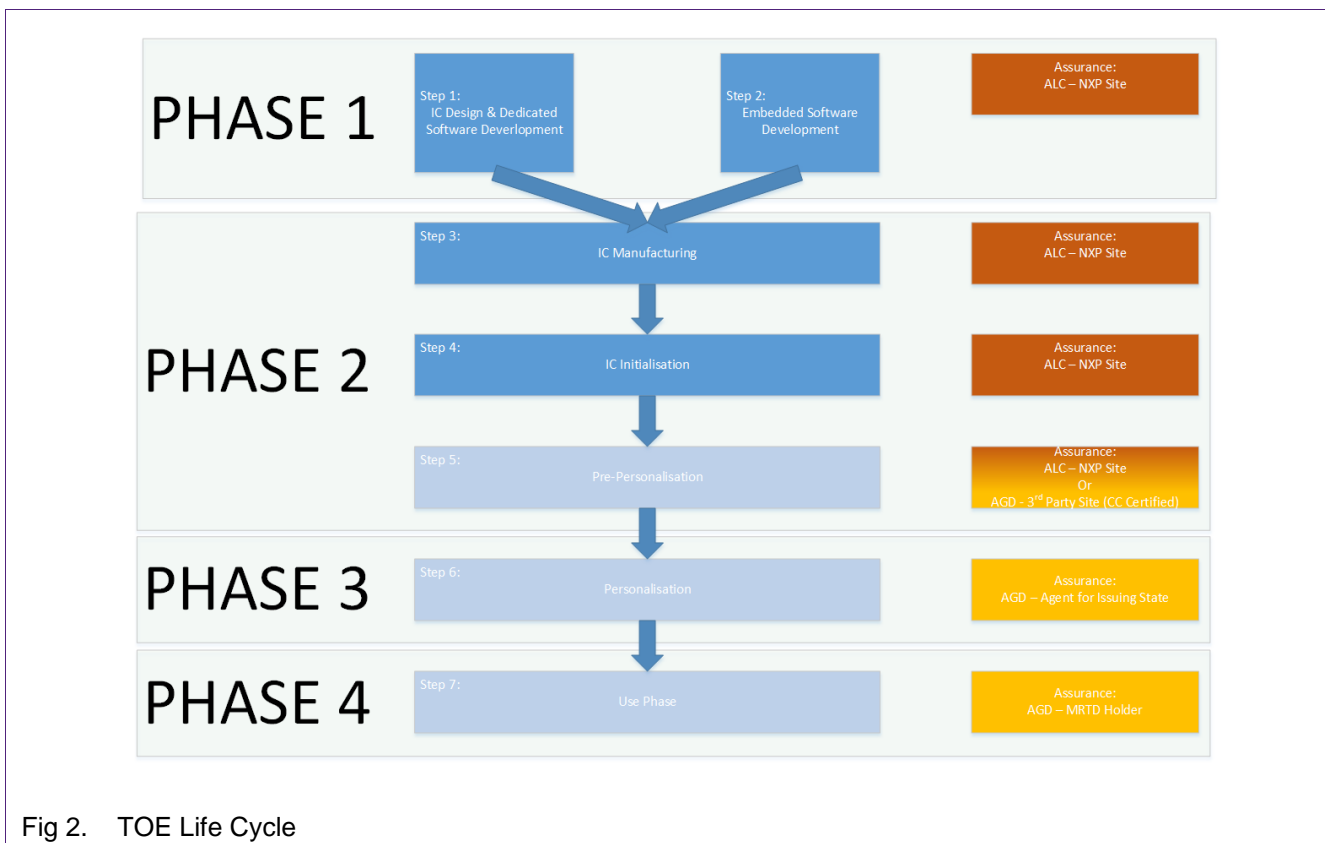 PHASE 1
Step 1:
IC Design & Dedicated
Software Deverlopment
Step 2:
Embedded Software
Development
Assurance:
ALC – NXP Site
PHASE 2
Step 3:
IC Manufacturing
Assurance:
ALC – NXP Site
Step 4:
IC Initialisation
Assurance:
ALC – NXP Site
Step 5:
Pre-Personalisation
Assurance:
ALC – NXP Site
Or
AGD - 3rd Party Site (CC Certified)
PHASE 3
Step 6:
Personalisation
Assurance:
AGD – Agent for Issuing State
PHASE 4
Step 7:
Use Phase
Assurance:
AGD – MRTD Holder
Fig 2. TOE Life Cycle